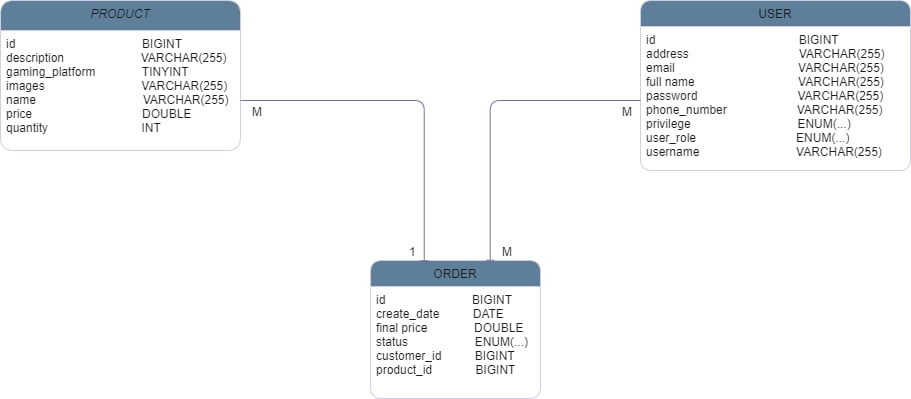 PRODUCT
id BIGINT
description VARCHAR(255)
gaming_platform TINYINT
images VARCHAR(255)
name VARCHAR(255)
price DOUBLE
quantity INT
M
USER
id BIGINT
address VARCHAR(255)
email VARCHAR(255)
full name VARCHAR(255)
password VARCHAR(255)
phone_number VARCHAR(255)
privilege ENUM(...)
user_role ENUM(...)
username VARCHAR(255)
M
1
M
ORDER
id BIGINT
create_date DATE
final price DOUBLE
status ENUM(...)
customer_id BIGINT
product_id BIGINT